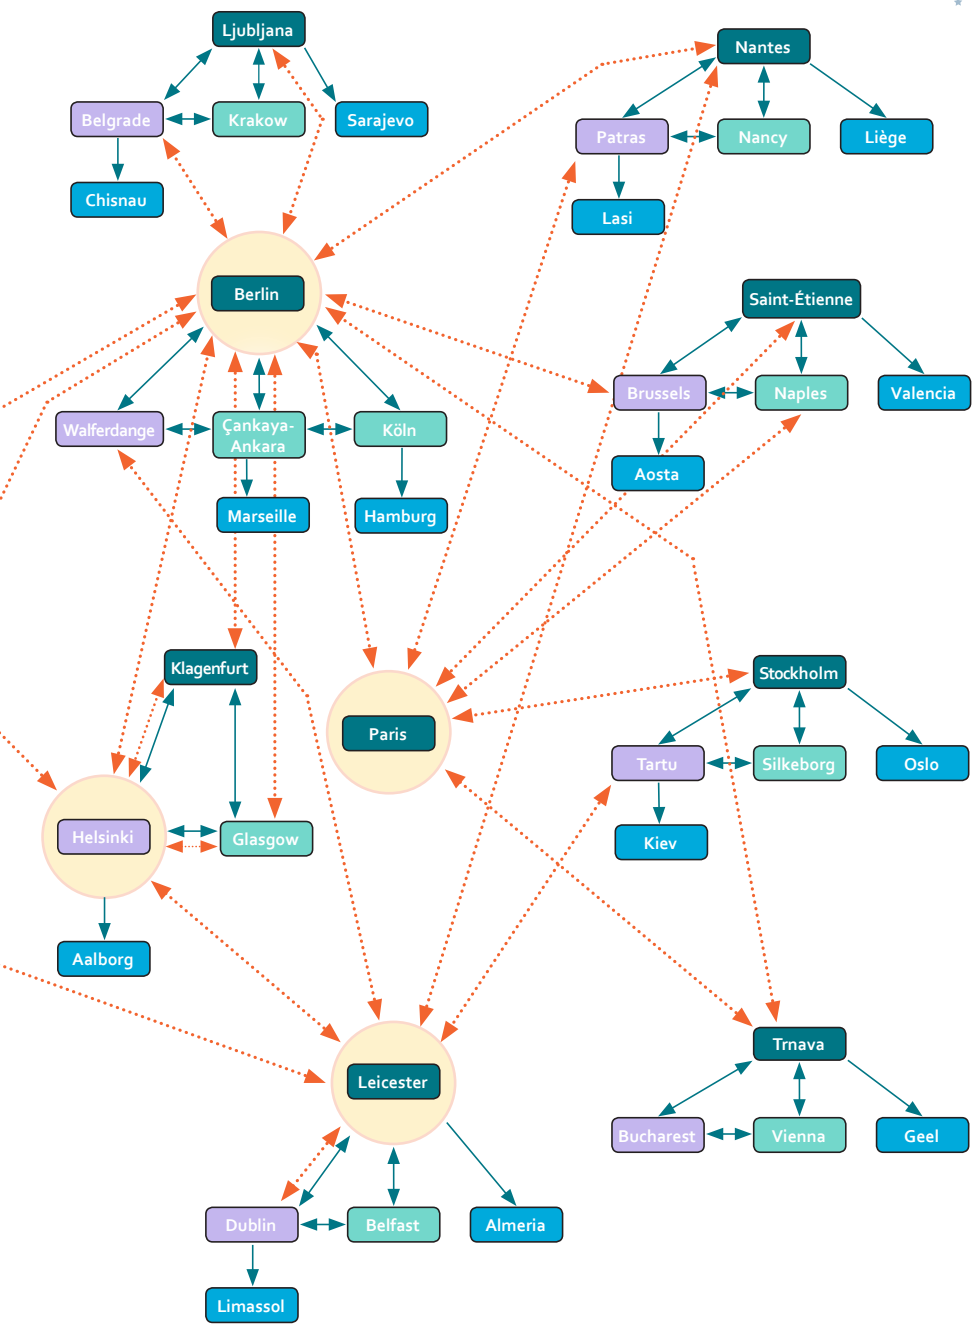 Ljubljana
Nantes
Belgrade
Krakow
Sarajevo
Patras
Nancy
Liège
Chisnau
Lasi
Berlin
Saint-Étienne
Brussels
Naples
Valencia
Walferdange
Çankaya-
Ankara
Köln
Aosta
Marseille
Hamburg
Klagenfurt
Stockholm
Paris
Tartu
Silkeborg
Oslo
Helsinki
Glasgow
Kiev
Aalborg
Trnava
Leicester
Bucharest
Vienna
Geel
Dublin
Belfast
Almeria
Limassol